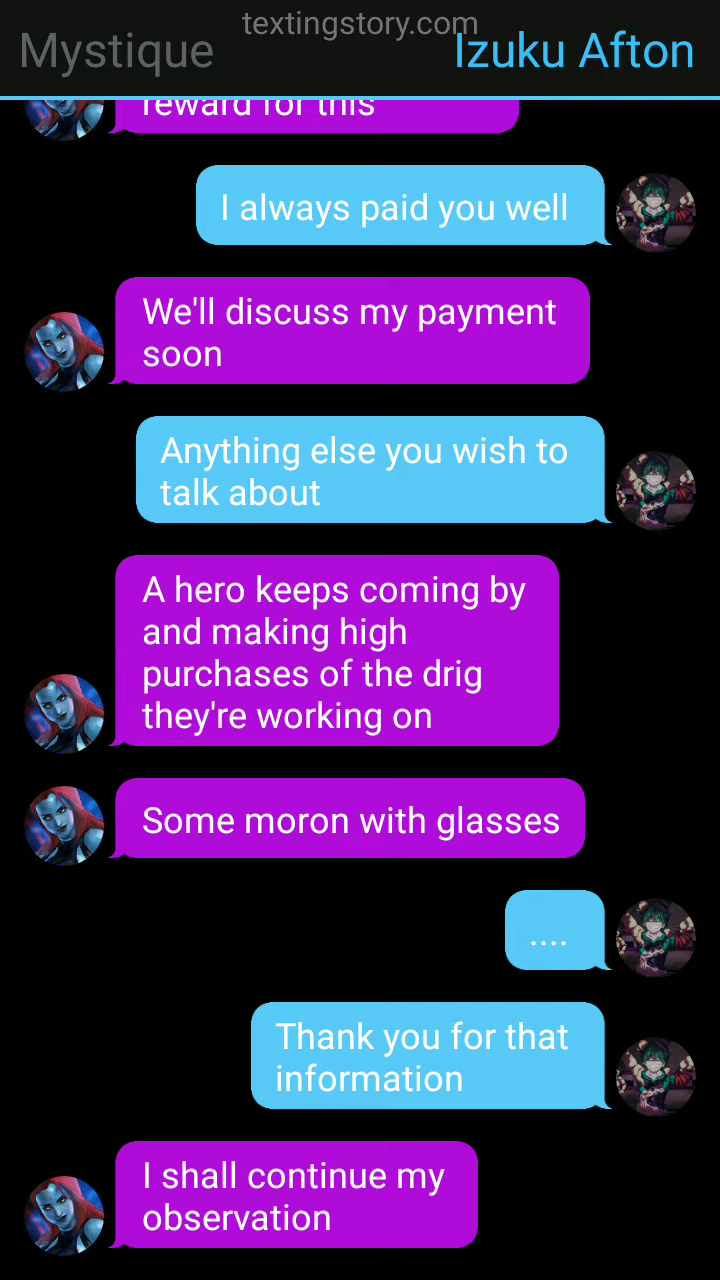 textingstory.com
Mystique
Izuku Afton
reward for this
I always paid you well
We'll discuss my payment
soon
Anything else you wish to
talk about
A hero keeps coming by
and making high
purchases of the drig
they're working on
Some moron with glasses
....
Thank you for that
information
I shall continue my
observation